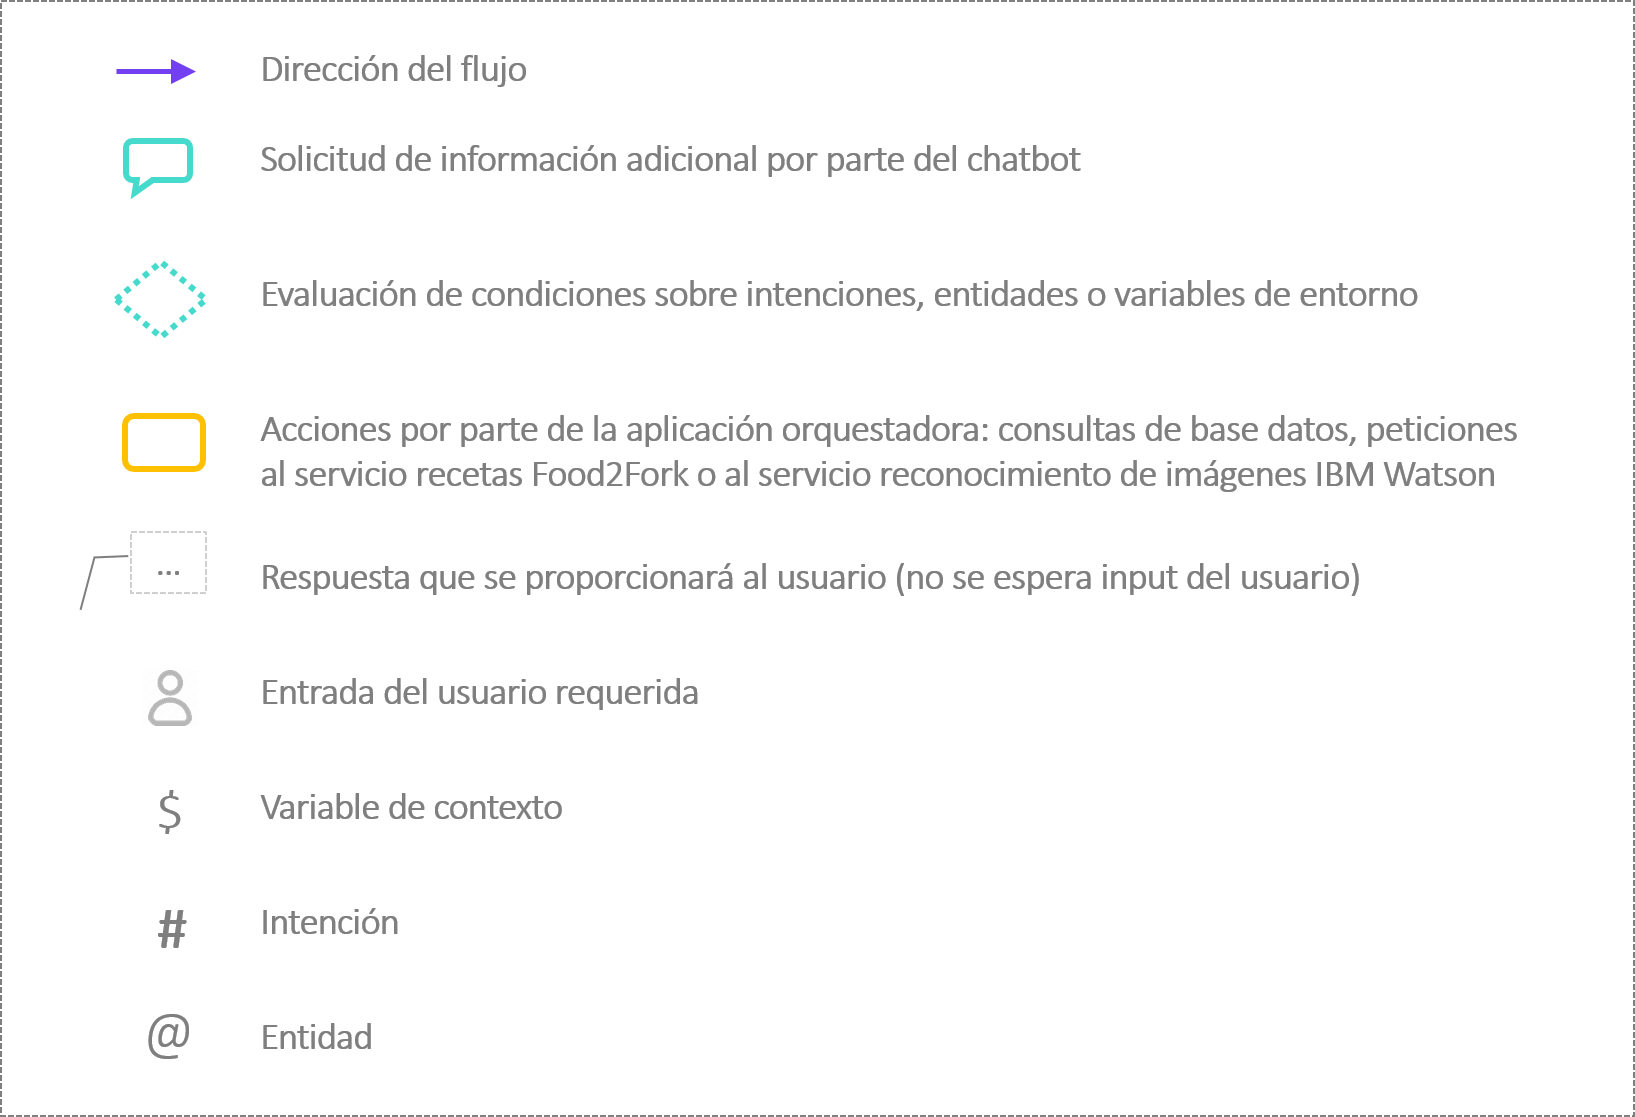 Dirección del flujo
Solicitud de información adicional por parte del chatbot
Evaluación de condiciones sobre intenciones, entidades o variables de entorno
Acciones por parte de la aplicación orquestadora: consultas de base datos, peticiones
al servicio recetas Food2Fork o al servicio reconocimiento de imágenes IBM Watson
... Respuesta que se proporcionará al usuario (no se espera input del usuario)
Entrada del usuario requerida
$ Variable de contexto
# Intención
@ Entidad